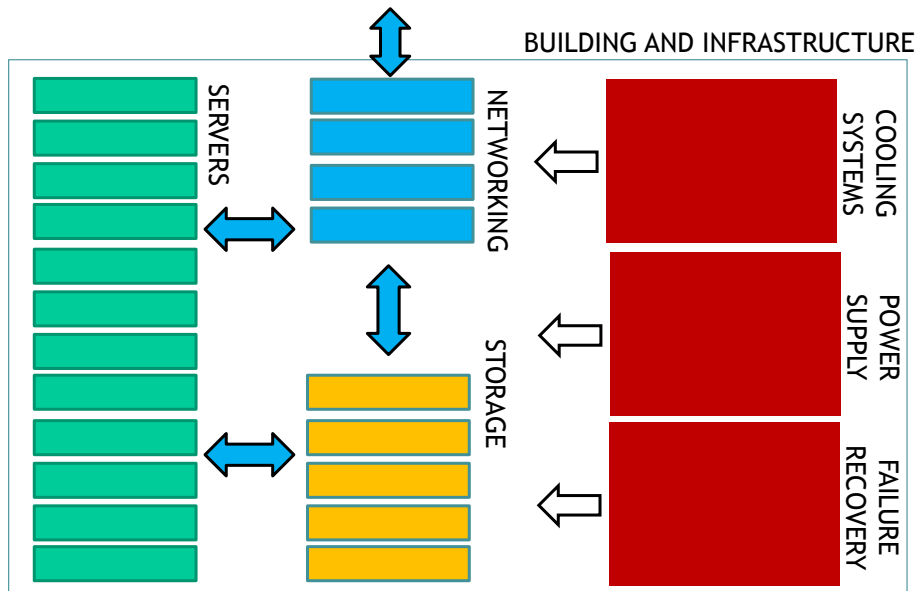 BUILDING AND INFRASTRUCTURE
SERVERS
NETWORKING
STORAGE
COOLING
SYSTEMS
POWER
SUPPLY
FAILURE
RECOVERY